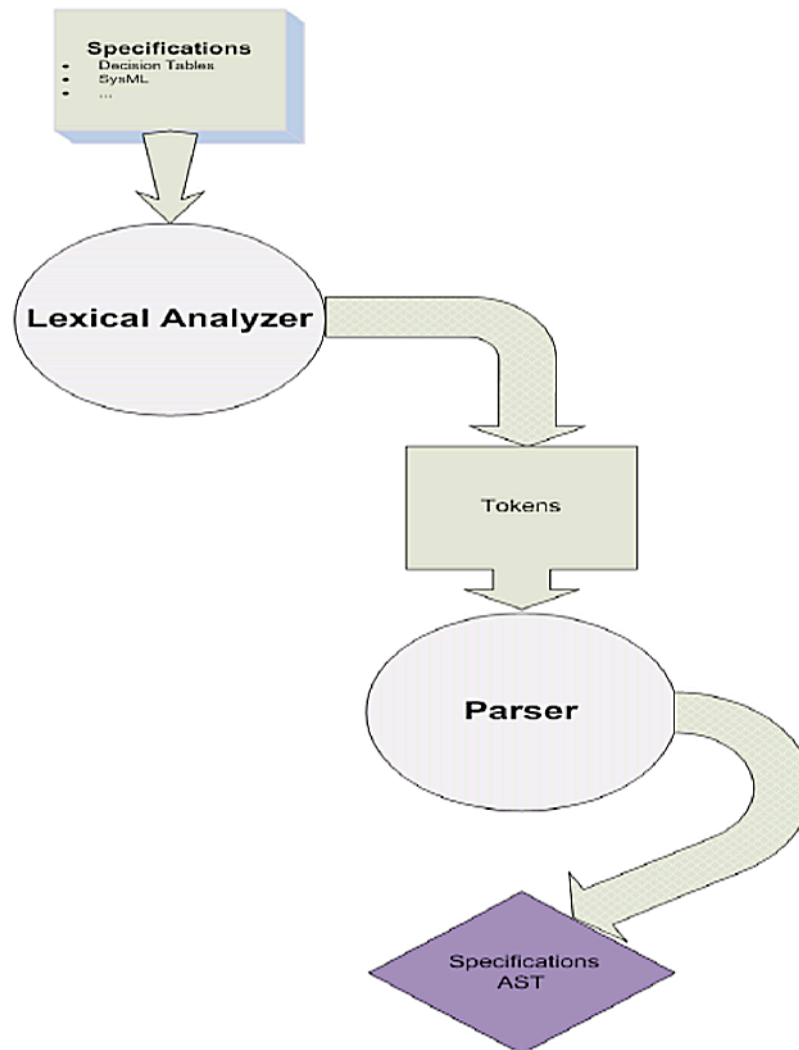 Specifications
• Decision Tables
• SysML
• ...
Lexical Analyzer
Tokens
Parser
Specifications
AST